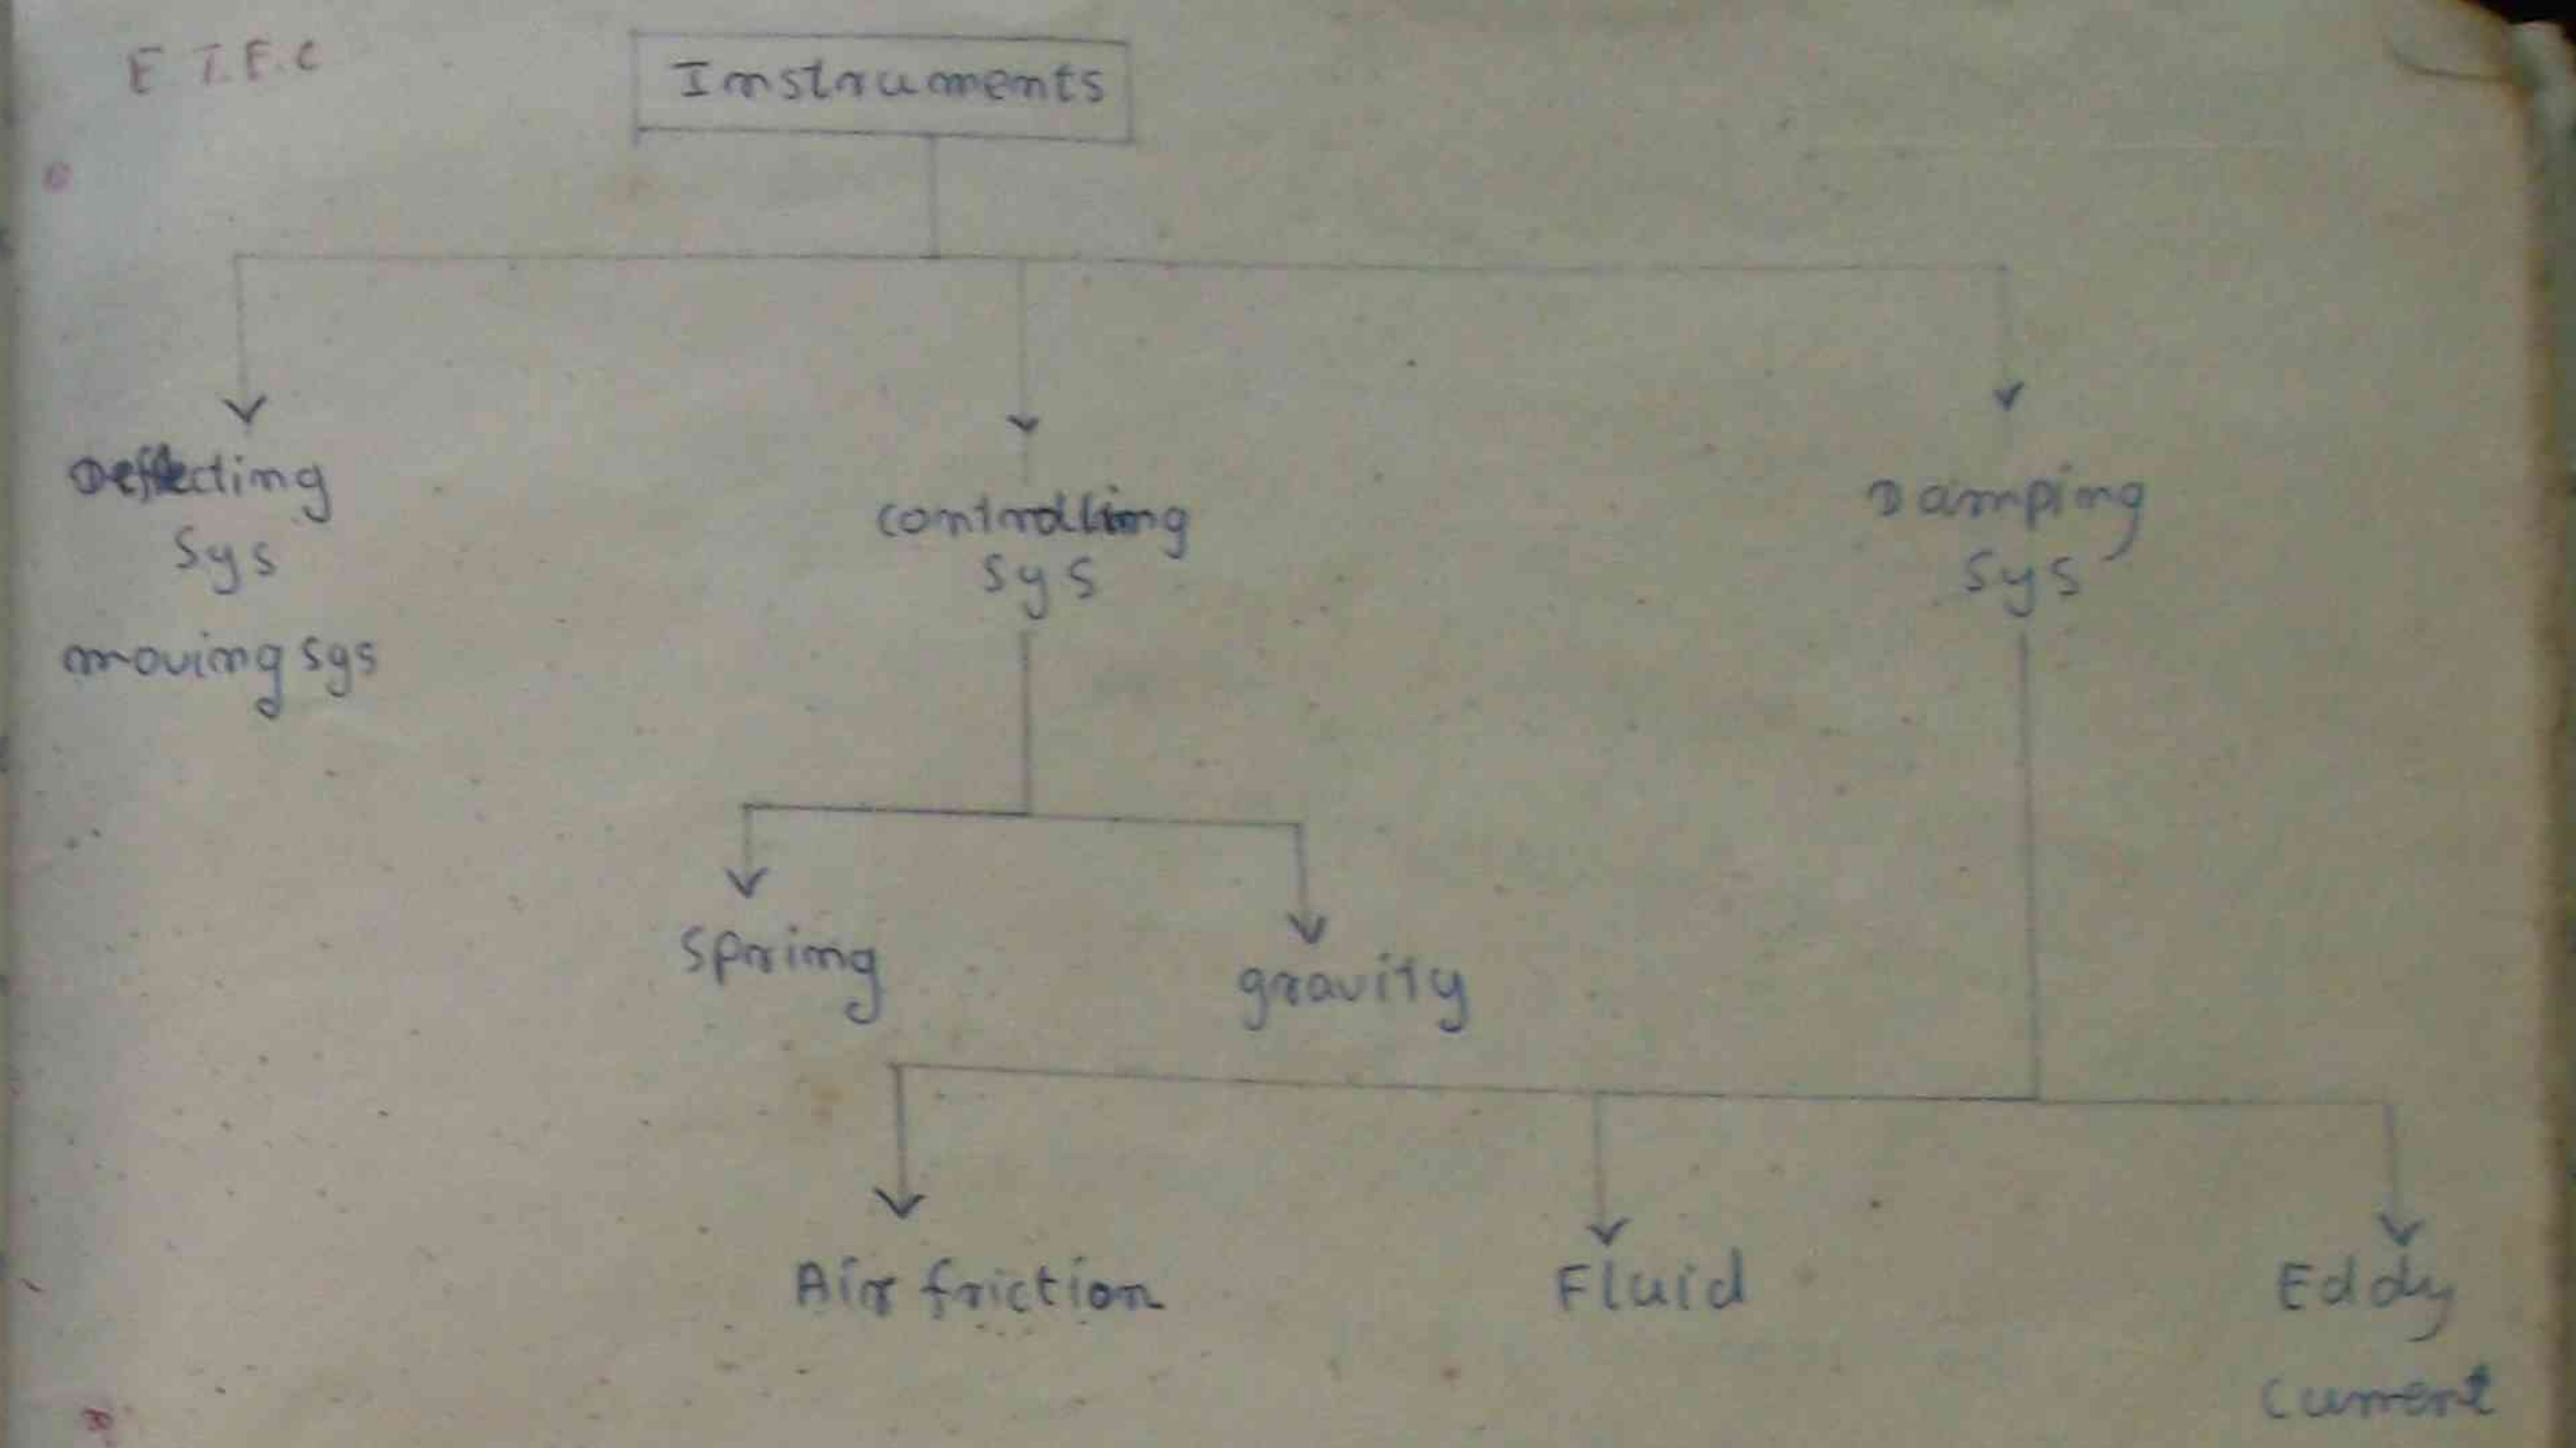 E.T.F.C
Instruments
Deflecting
Sys
moving sys
controlling
sys
Damping
Sys
Spring
gravity
Air friction
Fluid
Eddy
current